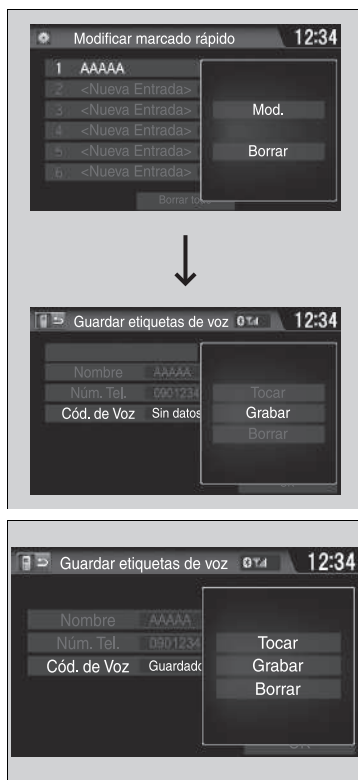 Modificar marcado rápido 12:34
1 AAAAA
2 <Nueva Entrada>
3 <Nueva Entrada>
4 <Nueva Entrada>
5 <Nueva Entrada>
6 <Nueva Entrada>
Mod.
Borrar
Borrar
Guardar etiquetas de voz 12:34
Nombre AAAAA
Núm. Tel. 0901234
Cód. de Voz Sin datos
Tocar
Grabar
Borrar
Guardar etiquetas de voz 12:34
Nombre AAAAA
Núm. Tel. 0901234
Cód. de Voz Guardado
Tocar
Grabar
Borrar